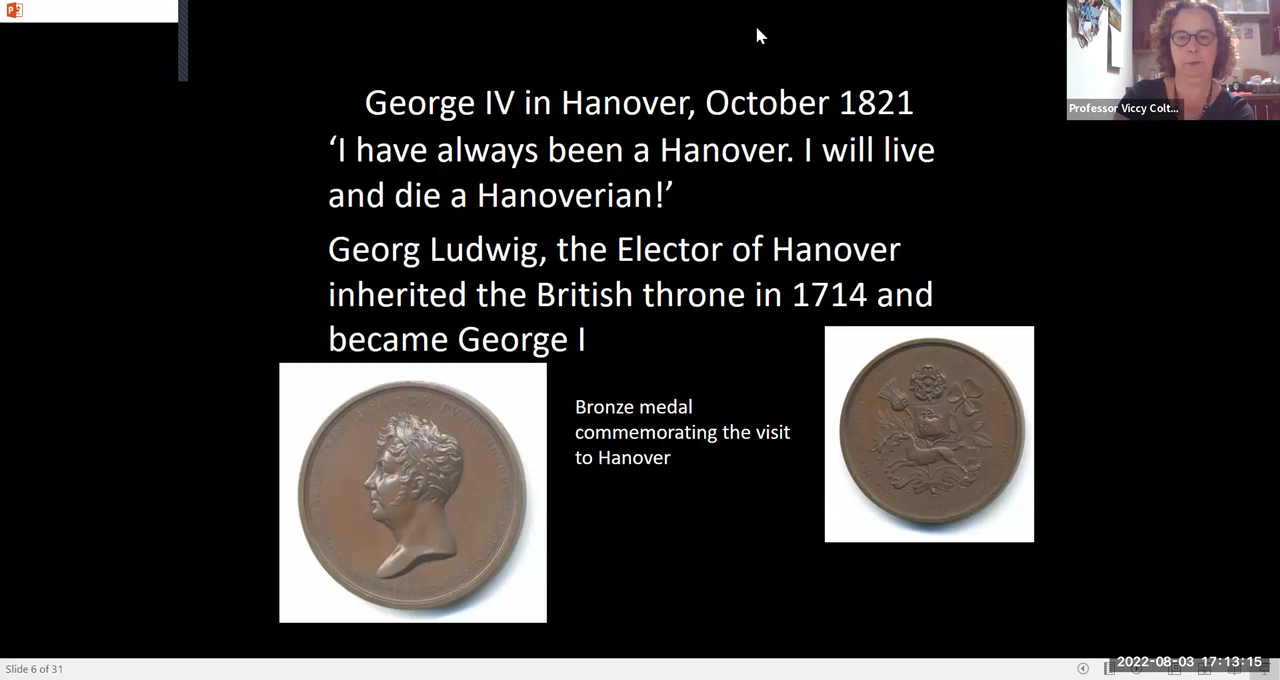 George IV in Hanover, October 1821
‘I have always been a Hanover. I will live
and die a Hanoverian!’
Georg Ludwig, the Elector of Hanover
inherited the British throne in 1714 and
became George I
Bronze medal
commemorating the visit
to Hanover
Professor Viccy Colt...
Slide 6 of 31
2022-08-03 17:13:15